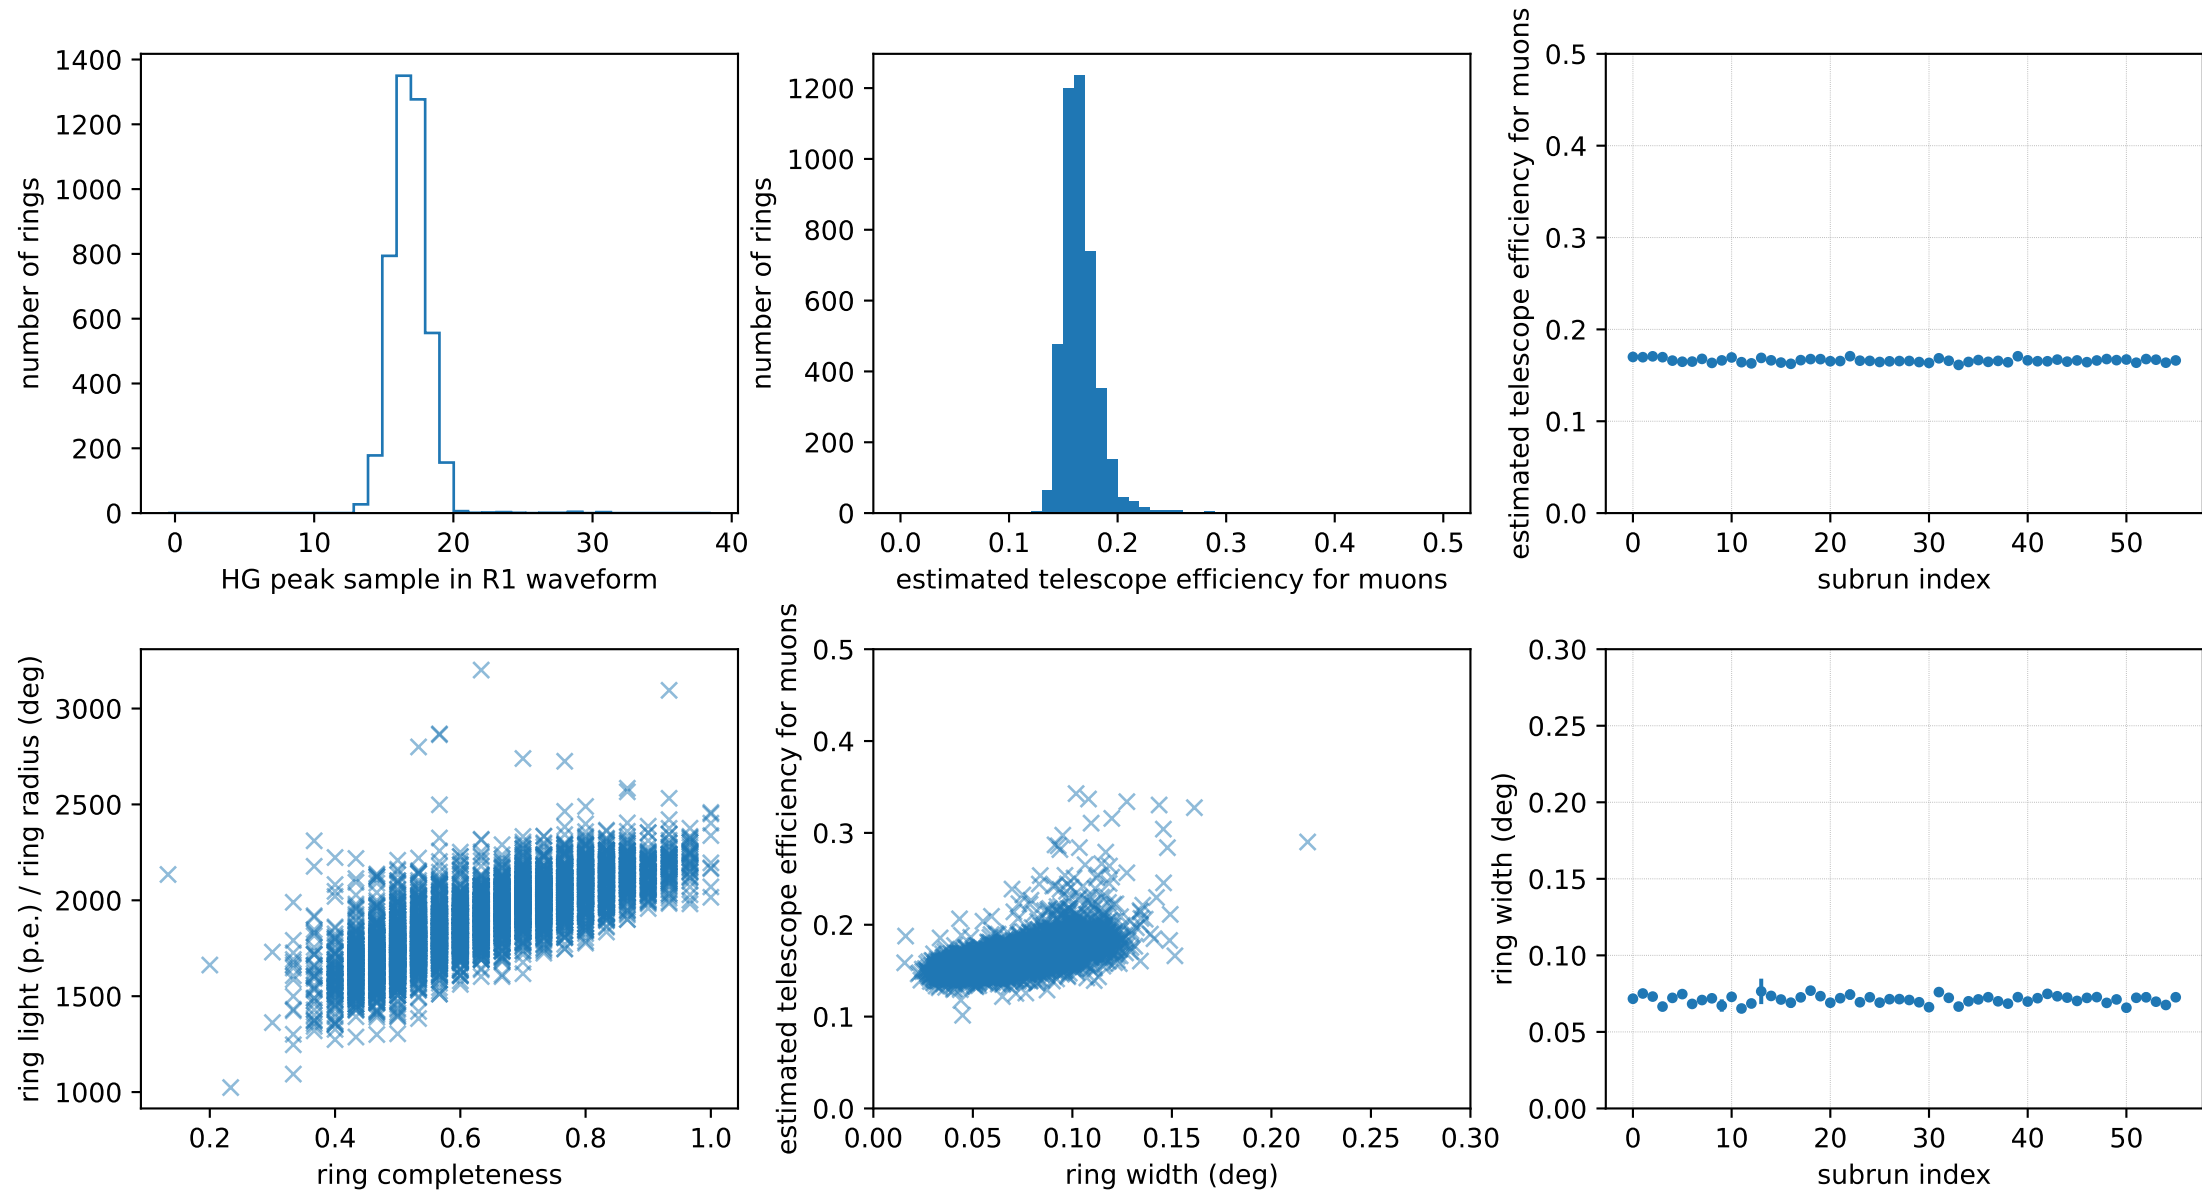 1400
1200
1000
800
600
400
200
0
number of rings
0 10 20 30 40
HG peak sample in R1 waveform
1200
1000
800
600
400
200
0
number of rings
0.0 0.1 0.2 0.3 0.4 0.5
estimated telescope efficiency for muons
0.5
0.4
0.3
0.2
0.1
0.0
estimated telescope efficiency for muons
0 10 20 30 40 50
subrun index
3000
2500
2000
1500
1000
ring light (p.e.) / ring radius (deg)
0.2 0.4 0.6 0.8 1.0
ring completeness
0.5
0.4
0.3
0.2
0.1
0.0
estimated telescope efficiency for muons
0.00 0.05 0.10 0.15 0.20 0.25 0.30
ring width (deg)
0.30
0.25
0.20
0.15
0.10
0.05
0.00
ring width (deg)
0 10 20 30 40 50
subrun index